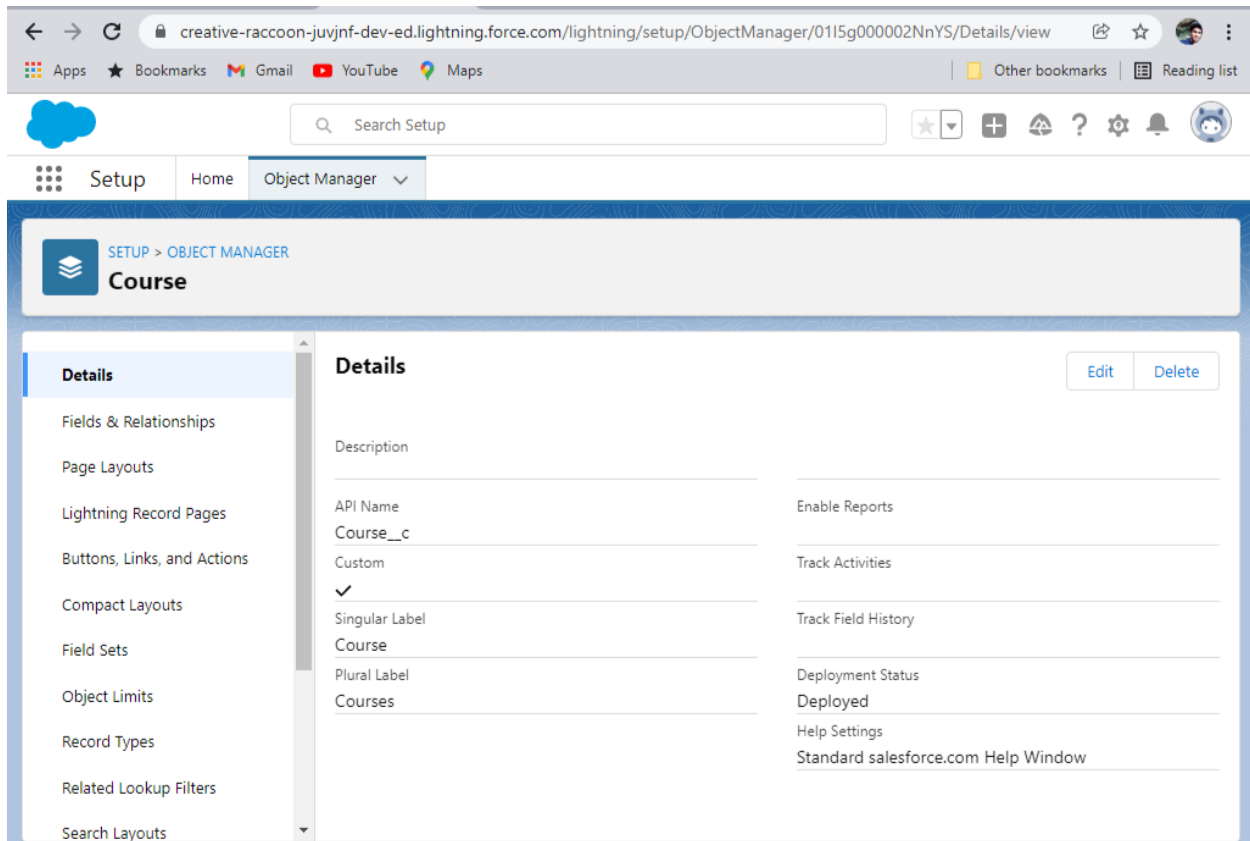 creative-raccoon-juvjnf-dev-ed.lightning.force.com/lightning/setup/ObjectManager/01I5g000002NnYS/Details/view
Apps Bookmarks Gmail YouTube Maps Other bookmarks Reading list
Search Setup
Setup Home Object Manager
SETUP > OBJECT MANAGER
Course
Details
Fields & Relationships
Page Layouts
Lightning Record Pages
Buttons, Links, and Actions
Compact Layouts
Field Sets
Object Limits
Record Types
Related Lookup Filters
Search Layouts
Details
Edit Delete
Description
API Name
Course__c
Custom
Singular Label
Course
Plural Label
Courses
Enable Reports
Track Activities
Track Field History
Deployment Status
Deployed
Help Settings
Standard salesforce.com Help Window